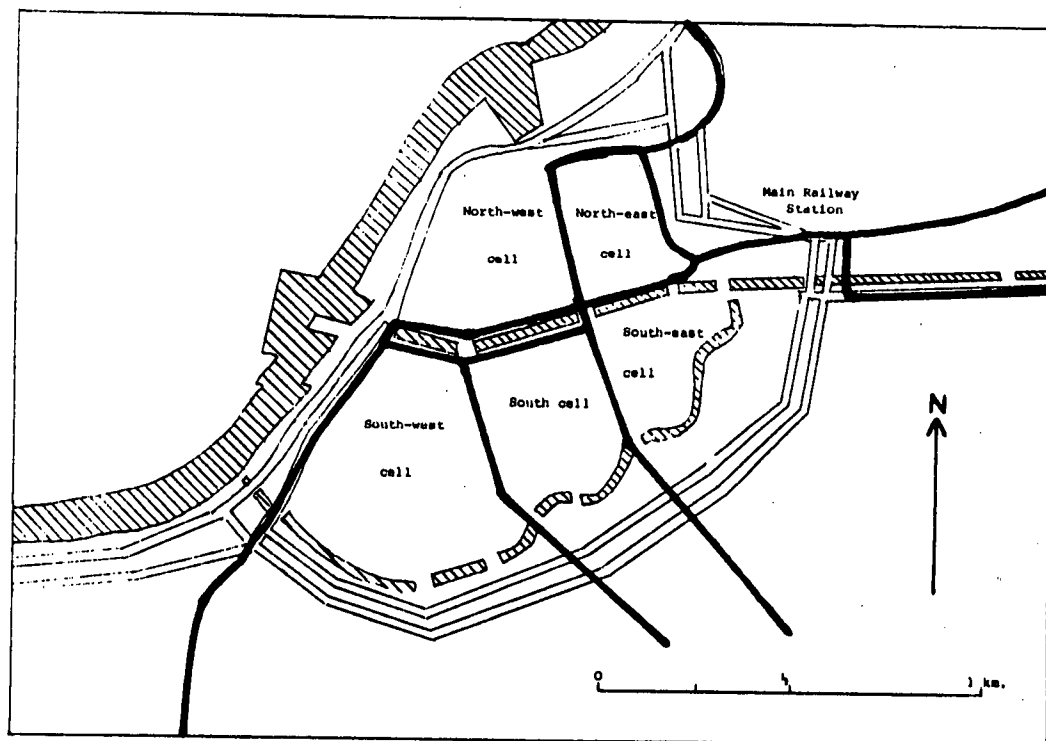 Main Railway
Station
North-west
cell
North-east
cell
South-east
cell
South cell
South-west
cell
N
0
½
1 km.